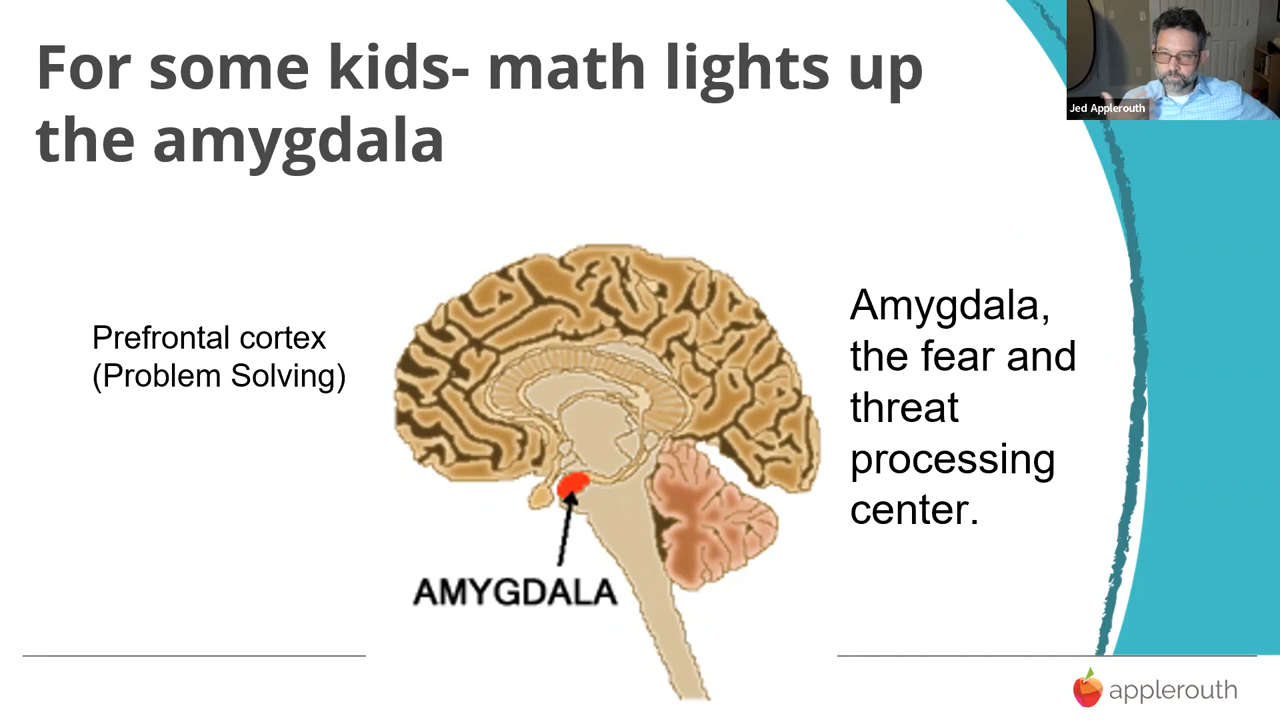 For some kids- math lights up
the amygdala
Jed Applerouth
Prefrontal cortex
(Problem Solving)
Amygdala,
the fear and
threat
processing
center.
AMYGDALA
applerouth